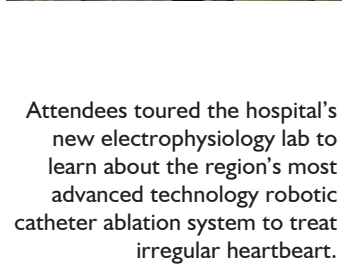 Attendees toured the hospital’s
new electrophysiology lab to
learn about the region’s most
advanced technology robotic
catheter ablation system to treat
irregular heartbeart.